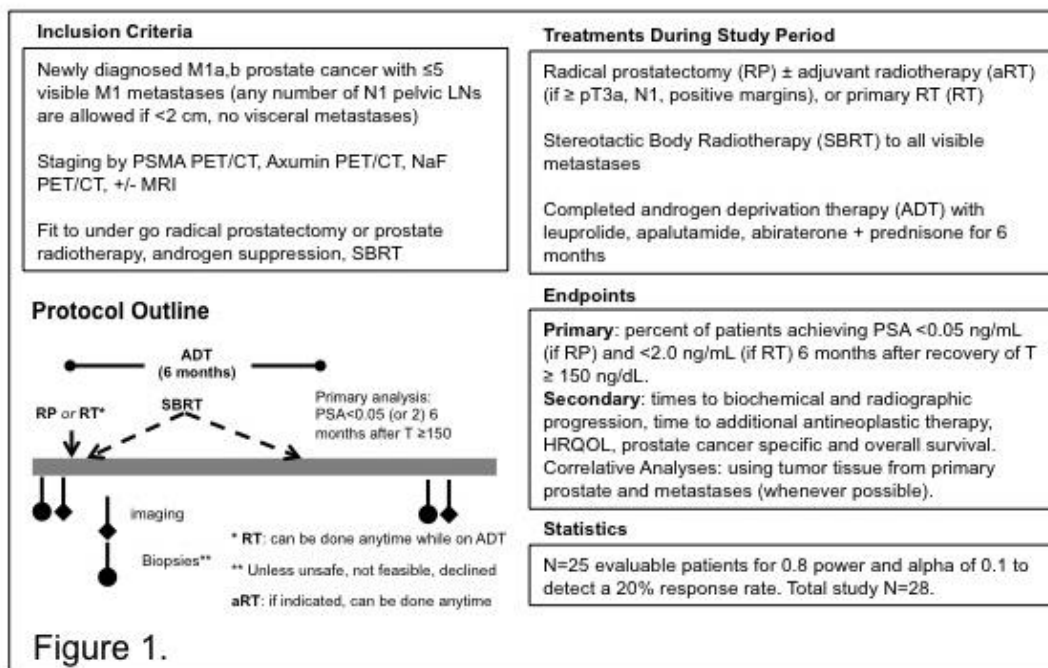 Inclusion Criteria
Newly diagnosed M1a,b prostate cancer with ≤5
visible M1 metastases (any number of N1 pelvic LNs
are allowed if <2 cm, no visceral metastases)
Staging by PSMA PET/CT, Axumin PET/CT, NaF
PET/CT, +/- MRI
Fit to under go radical prostatectomy or prostate
radiotherapy, androgen suppression, SBRT
Protocol Outline
ADT
(6 months)
SBRT
RP or RT*
Primary analysis:
PSA<0.05 (or 2) 6
months after T ≥150
imaging
Biopsies**
* RT: can be done anytime while on ADT
** Unless unsafe, not feasible, declined
aRT: if indicated, can be done anytime
Figure 1.
Treatments During Study Period
Radical prostatectomy (RP) ± adjuvant radiotherapy (aRT)
(if ≥ pT3a, N1, positive margins), or primary RT (RT)
Stereotactic Body Radiotherapy (SBRT) to all visible
metastases
Completed androgen deprivation therapy (ADT) with
leuprolide, apalutamide, abiraterone + prednisone for 6
months
Endpoints
Primary: percent of patients achieving PSA <0.05 ng/mL
(if RP) and <2.0 ng/mL (if RT) 6 months after recovery of T
≥ 150 ng/dL.
Secondary: times to biochemical and radiographic
progression, time to additional antineoplastic therapy,
HRQOL, prostate cancer specific and overall survival.
Correlative Analyses: using tumor tissue from primary
prostate and metastases (whenever possible).
Statistics
N=25 evaluable patients for 0.8 power and alpha of 0.1 to
detect a 20% response rate. Total study N=28.